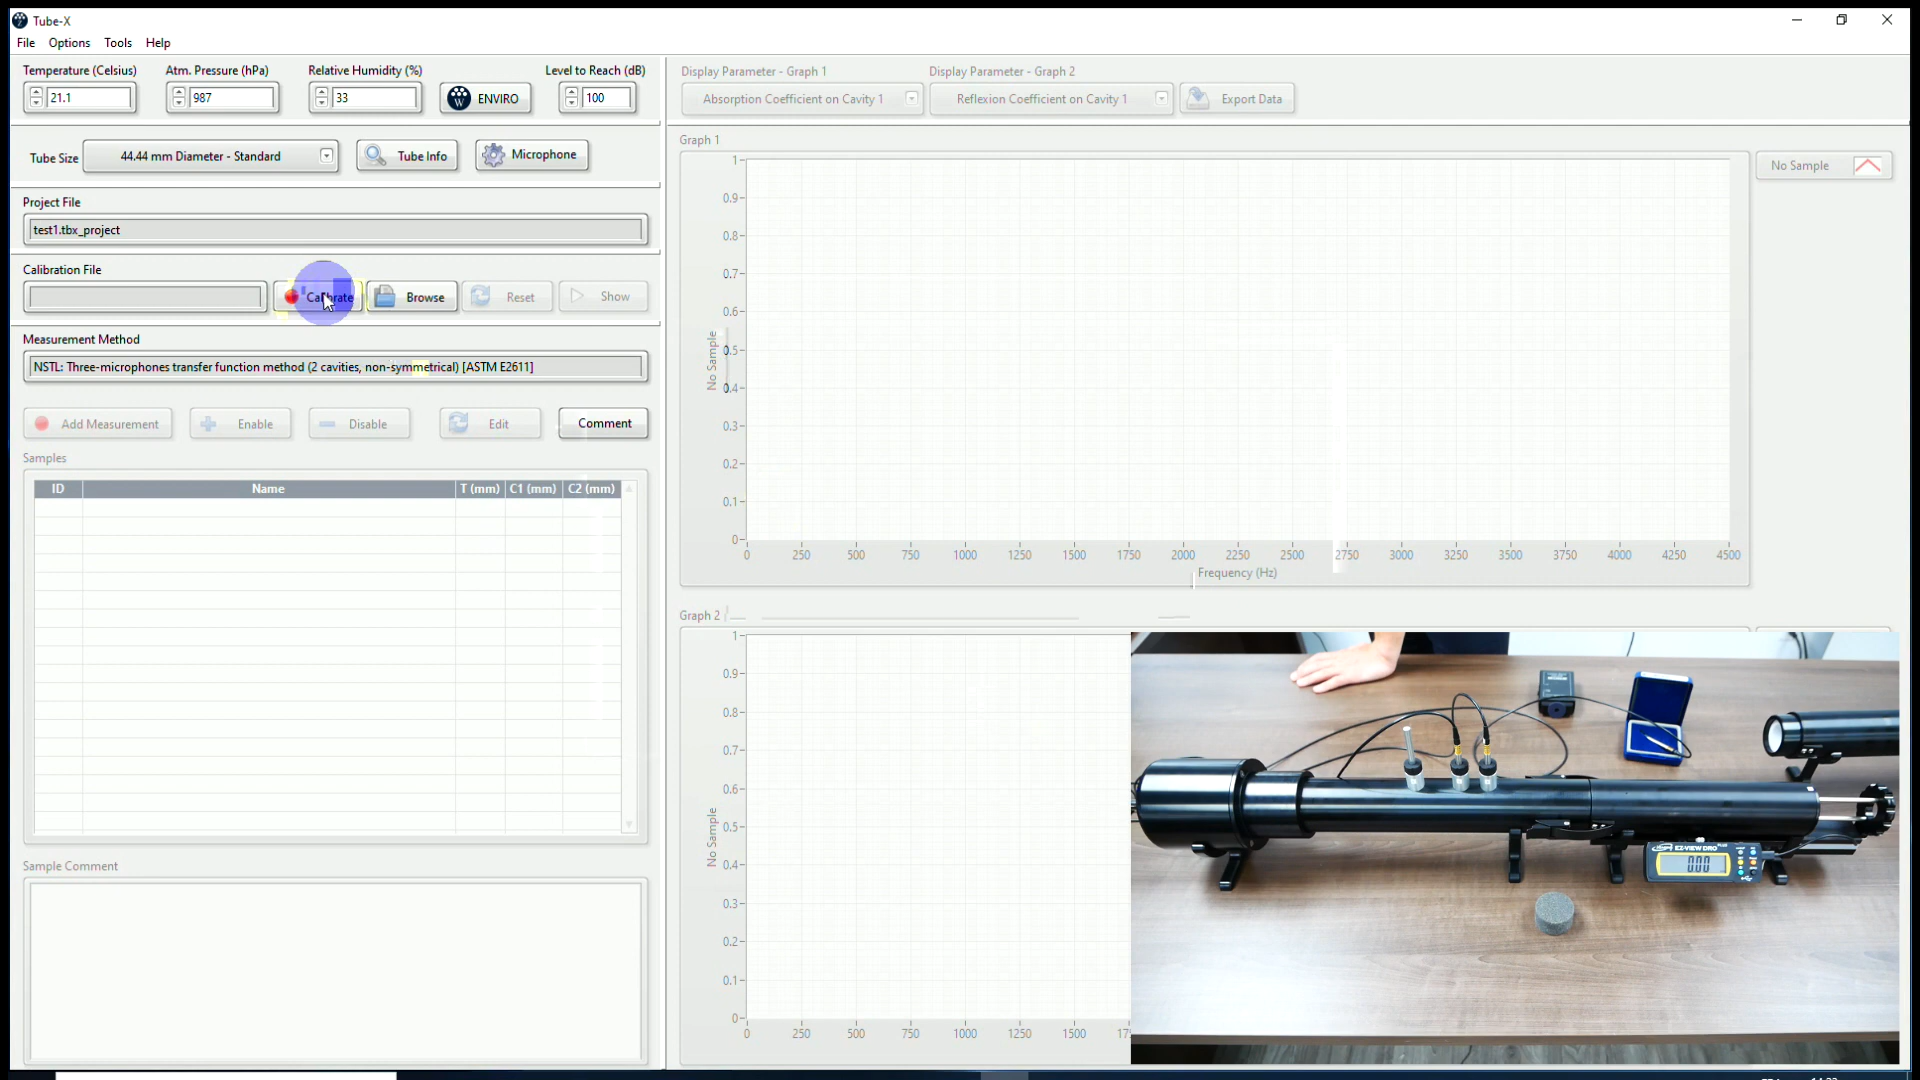 Tube-X
File Options Tools Help
Temperature (Celsius) Atm. Pressure (hPa) Relative Humidity (%) Level to Reach (dB)
21.1 987 33 ENVIRO 100
Tube Size 44.44 mm Diameter - Standard Tube Info Microphone
Project File
test1.tbx_project
Calibration File
Calibrate Browse Reset Show
Measurement Method
NSTL: Three-microphones transfer function method (2 cavities, non-symmetrical) [ASTM E2611]
Add Measurement Enable Disable Edit Comment
Samples
ID Name T (mm) C1 (mm) C2 (mm)
Sample Comment
Display Parameter - Graph 1 Display Parameter - Graph 2
Absorption Coefficient on Cavity 1 Reflexion Coefficient on Cavity 1 Export Data
Graph 1
No Sample
No Sample
1
0.9
0.8
0.7
0.6
0.5
0.4
0.3
0.2
0.1
0
0 250 500 750 1000 1250 1500 1750 2000 2250 2500 2750 3000 3250 3500 3750 4000 4250 4500
Frequency (Hz)
Graph 2
No Sample
1
0.9
0.8
0.7
0.6
0.5
0.4
0.3
0.2
0.1
0
0 250 500 750 1000 1250 1500
EZ-VIEW DRO
0.00